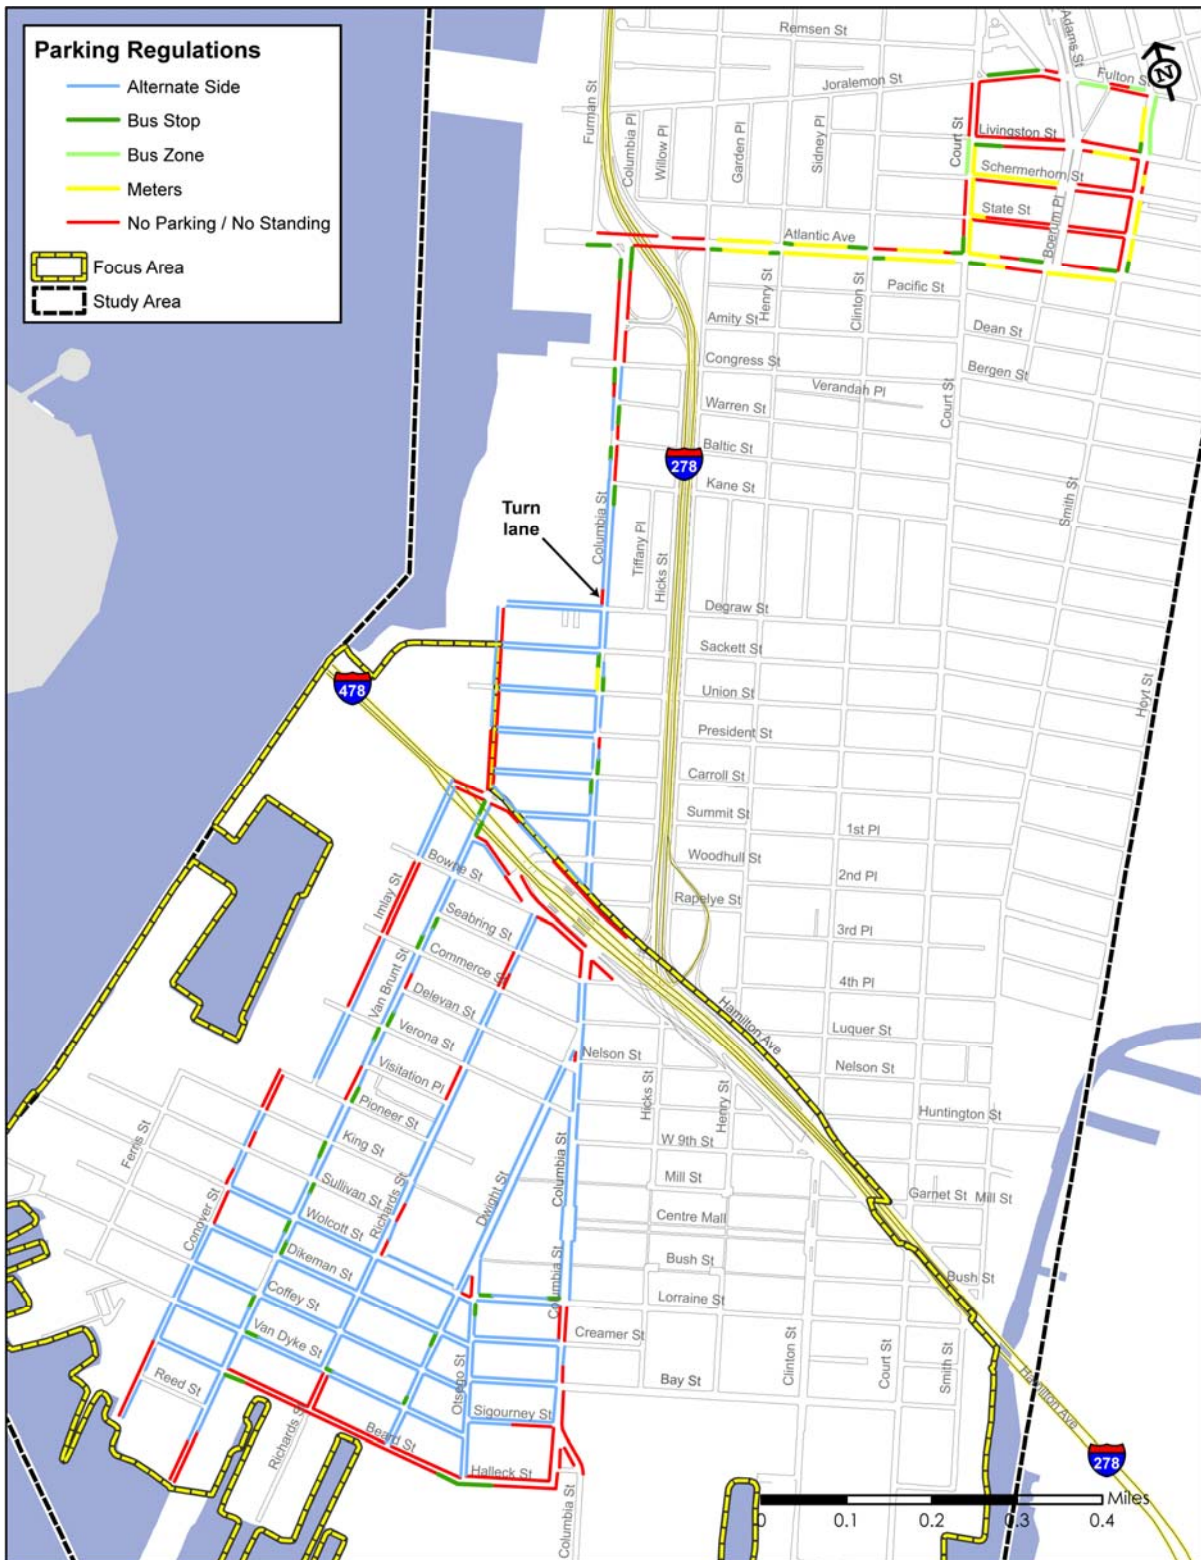 Parking Regulations
Alternate Side
Bus Stop
Bus Zone
Meters
No Parking / No Standing
Focus Area
Study Area
Remsen St
Adams St
Fulton St
N
Joralemon St
Furman St
Columbia Pl
Willow Pl
Garden Pl
Sidney Pl
Court St
Livingston St
Schermerhorn St
State St
Boerum Pl
Atlantic Ave
Henry St
Clinton St
Pacific St
Amity St
Dean St
Congress St
Bergen St
Verandah Pl
Warren St
Court St
Baltic St
278
Kane St
Smith St
Turn
lane
Columbia St
Tiffany Pl
Hicks St
Degraw St
Sackett St
478
Union St
Hoyt St
President St
Carroll St
Summit St
1st Pl
Woodhull St
Bowne St
2nd Pl
Imlay St
Rapelye St
Seabring St
3rd Pl
Commerce St
Van Brunt St
4th Pl
Delevan St
Hamilton Ave
Verona St
Luquer St
Nelson St
Nelson St
Visitation Pl
Hicks St
Henry St
Pioneer St
Huntington St
Ferris St
King St
W 9th St
Columbia St
Mill St
Sullivan St
Richards St
Dwight St
Garnet St
Mill St
Conover St
Wolcott St
Centre Mall
Dikeman St
Bush St
Bush St
Columbia St
Coffey St
Lorraine St
Creamer St
Van Dyke St
Clinton St
Court St
Smith St
Reed St
Otsego St
Bay St
Hamilton Ave
Sigourney St
Richards St
Beard St
Halleck St
278
Columbia St
Miles
0
0.1
0.2
0.3
0.4